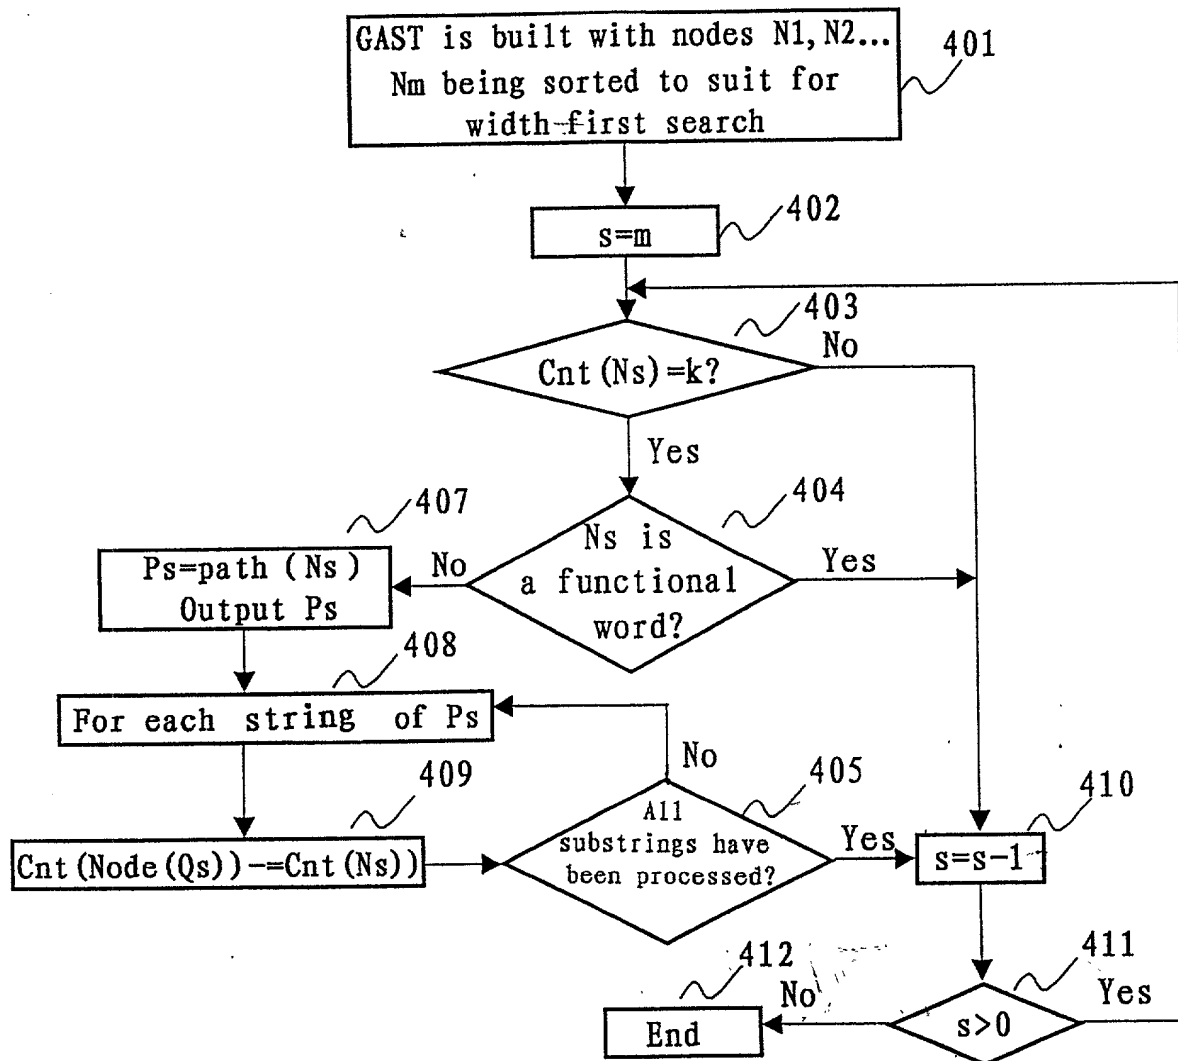 GAST is built with nodes N1, N2...
Nm being sorted to suit for
width-first search
401
s=m
402
403
Cnt(Ns)=k?
No
Yes
404
Ns is
a functional
word?
No
Yes
407
Ps=path(Ns)
Output Ps
408
For each string of Ps
No
409
405
410
Cnt(Node(Qs))-=Cnt(Ns))
All
substrings have
been processed?
Yes
s=s-1
412
411
No
Yes
End
s>0